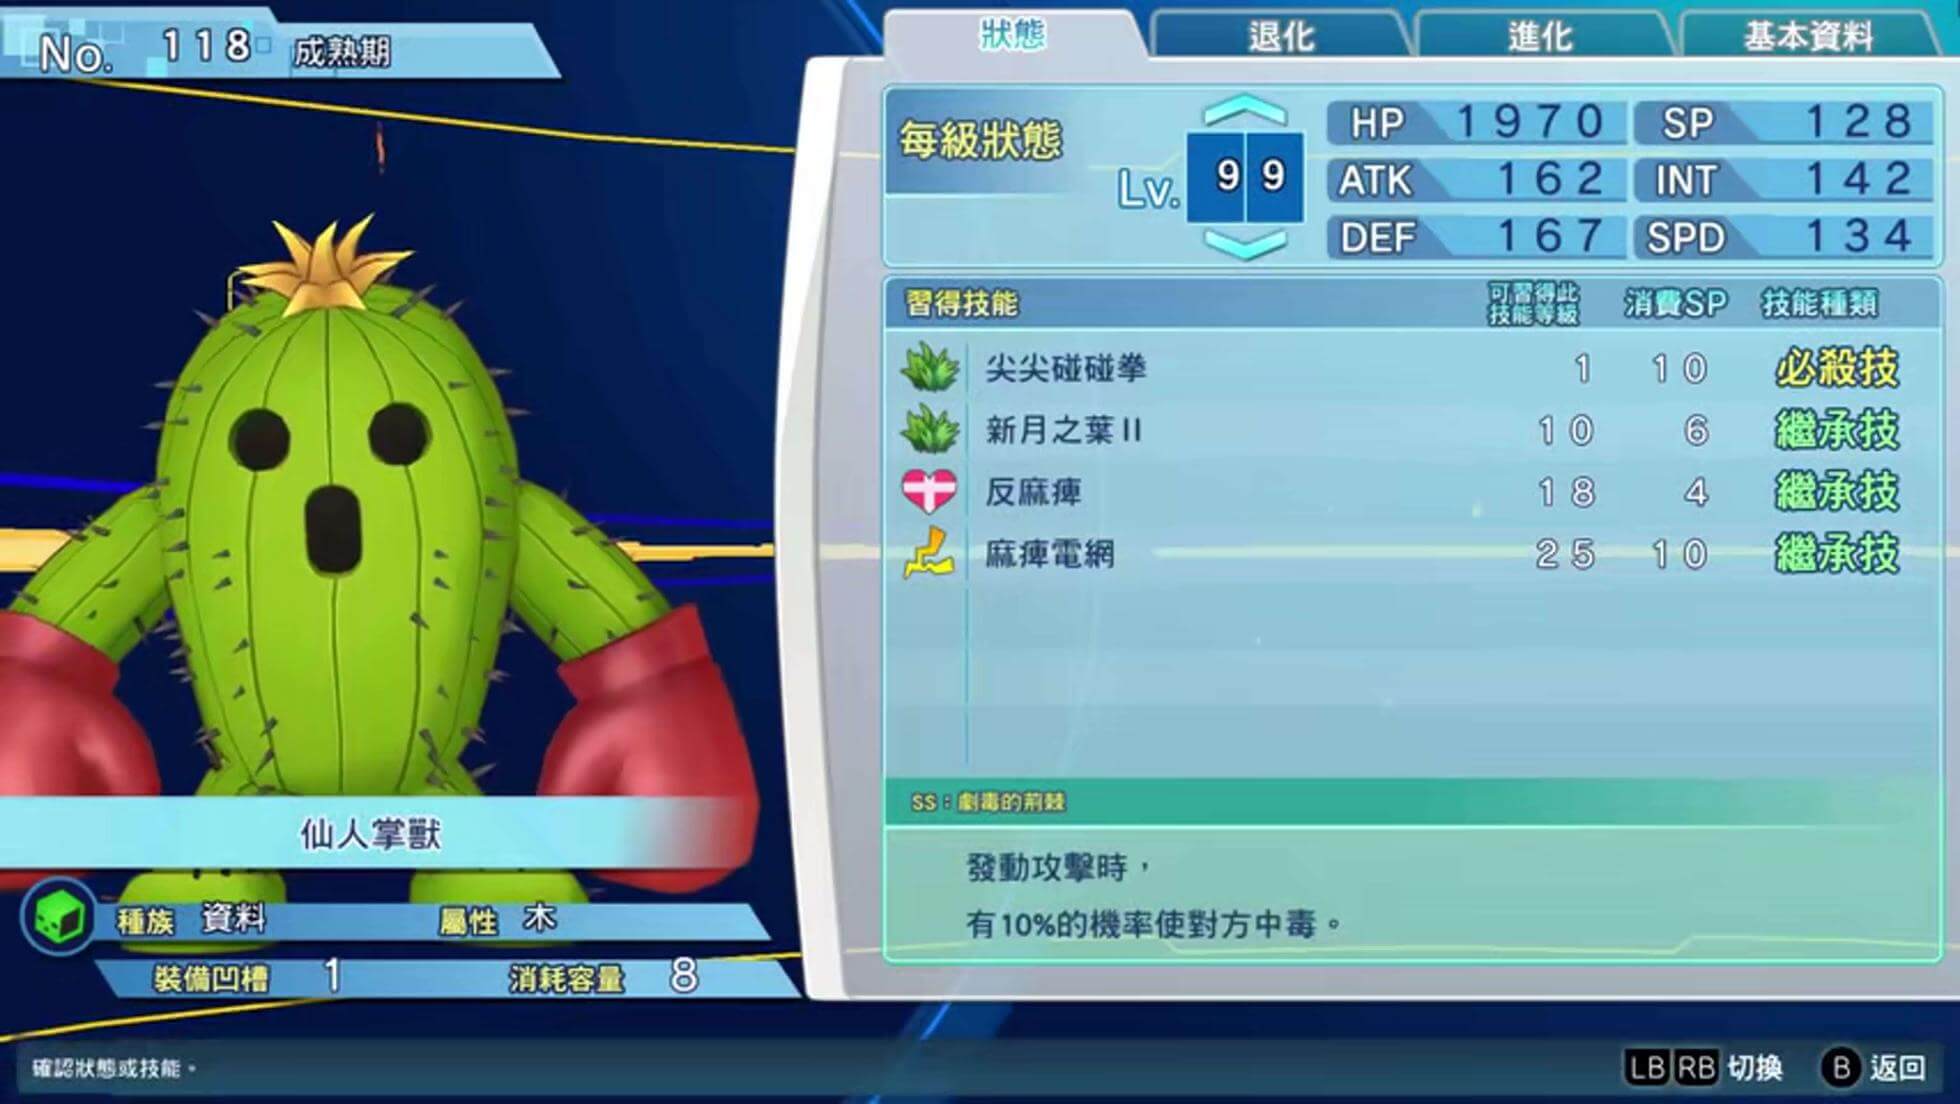 No. 118 成熟期
狀態 退化 進化 基本資料
每級狀態
Lv. 99
HP 1970 SP 128
ATK 162 INT 142
DEF 167 SPD 134
習得技能 可習得此技能等級 消費SP 技能種類
尖尖碰碰拳 1 10 必殺技
新月之葉II 10 6 繼承技
反麻痺 18 4 繼承技
麻痺電網 25 10 繼承技
SS：劇毒的荊棘
發動攻擊時，
有10%的機率使對方中毒。
仙人掌獸
種族 資料 屬性 木
裝備凹槽 1 消耗容量 8
確認狀態或技能。
LB RB 切換 B 返回